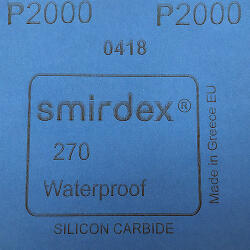 P2000 P2000
0418
smirdex®
270
Waterproof
Made in Greece EU
SILICON CARBIDE